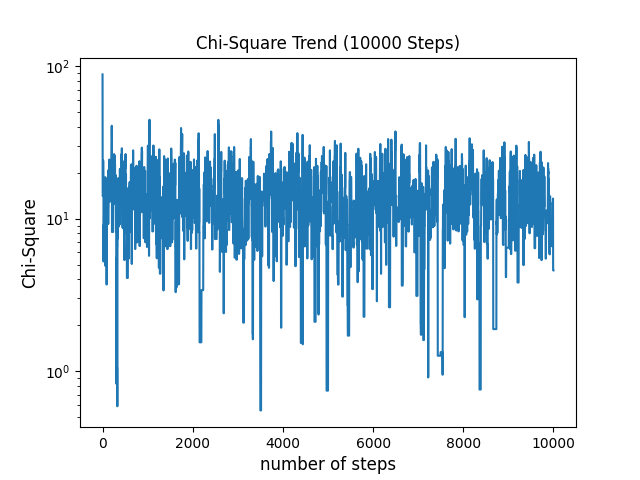 Chi-Square Trend (10000 Steps)
10²
10¹
10⁰
Chi-Square
0 2000 4000 6000 8000 10000
number of steps